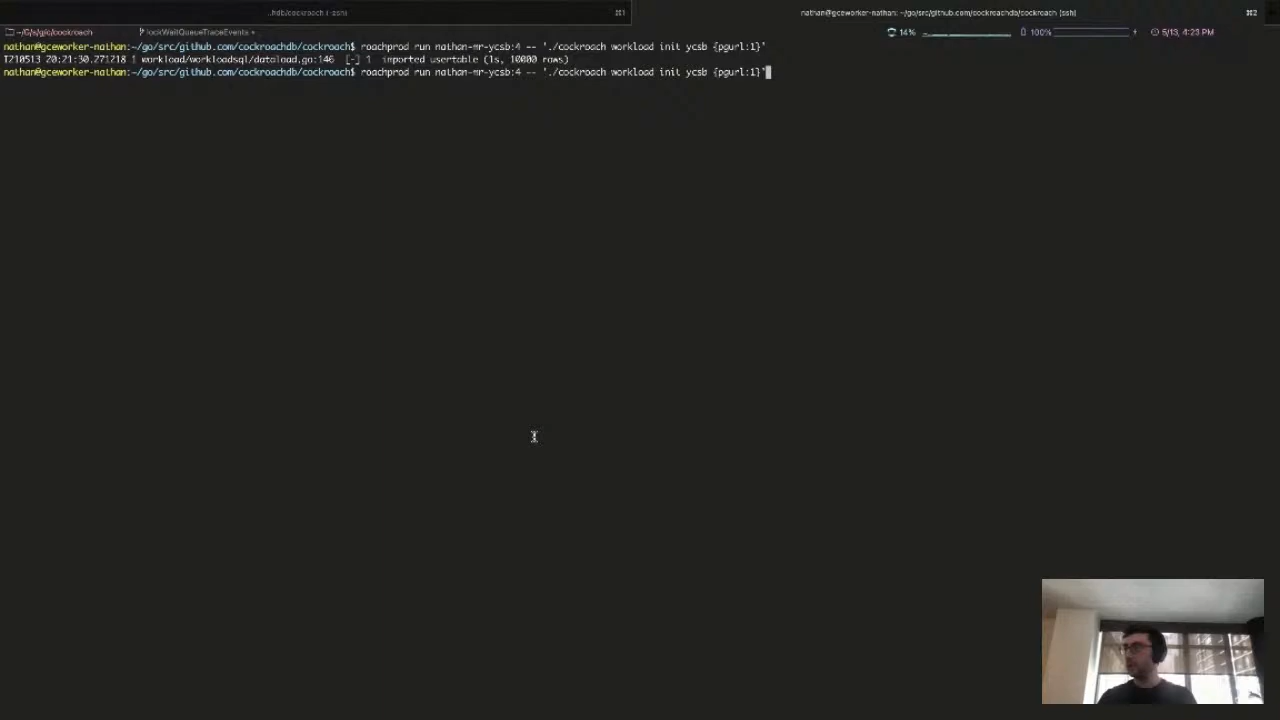 ..hdb/cockroach (-zsh)
⌘1
nathan@gceworker-nathan: ~/go/src/github.com/cockroachdb/cockroach (ssh)
⌘2
~/G/s/g/c/cockroach
lockWaitQueueTraceEvents
14%
100%
5/13, 4:23 PM
nathan@gceworker-nathan:~/go/src/github.com/cockroachdb/cockroach$ roachprod run nathan-mr-ycsb:4 -- './cockroach workload init ycsb {pgurl:1}'
I210513 20:21:30.271218 1 workload/workloadsql/dataload.go:146  [-] 1  imported usertable (1s, 10000 rows)
nathan@gceworker-nathan:~/go/src/github.com/cockroachdb/cockroach$ roachprod run nathan-mr-ycsb:4 -- './cockroach workload init ycsb {pgurl:1}'